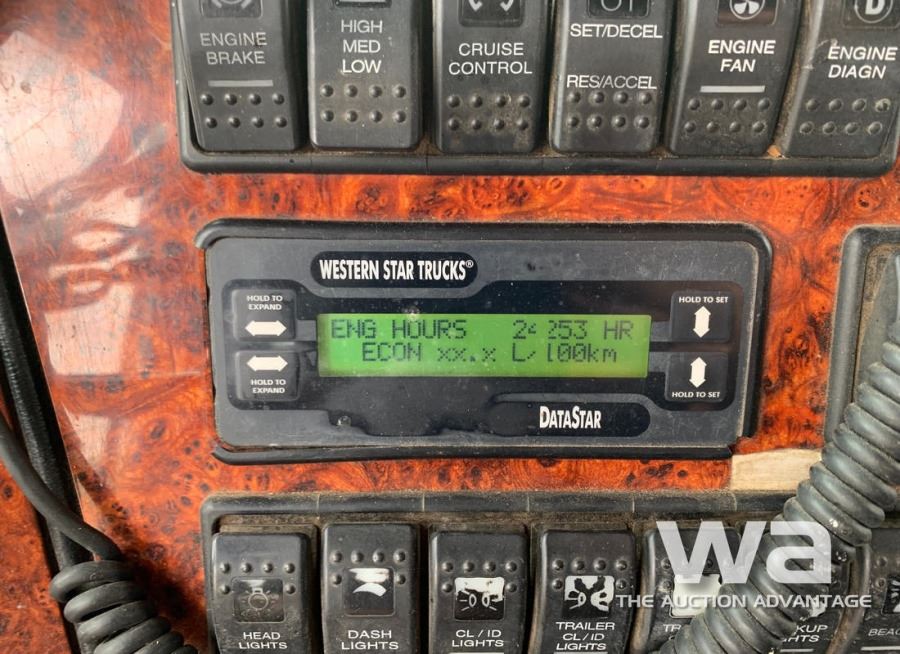 ENGINE
BRAKE
HIGH
MED
LOW
CRUISE
CONTROL
SET/DECEL
RES/ACCEL
ENGINE
FAN
D
ENGINE
DIAGN
WESTERN STAR TRUCKS®
HOLD TO
EXPAND
HOLD TO SET
ENG HOURS HR
ECON xx.x L/100km
HOLD TO
EXPAND
HOLD TO SET
DATASTAR
wa
THE AUCTION ADVANTAGE
HEAD
LIGHTS
DASH
LIGHTS
CL/ID
LIGHTS
TRAILER
CL/ID
LIGHTS